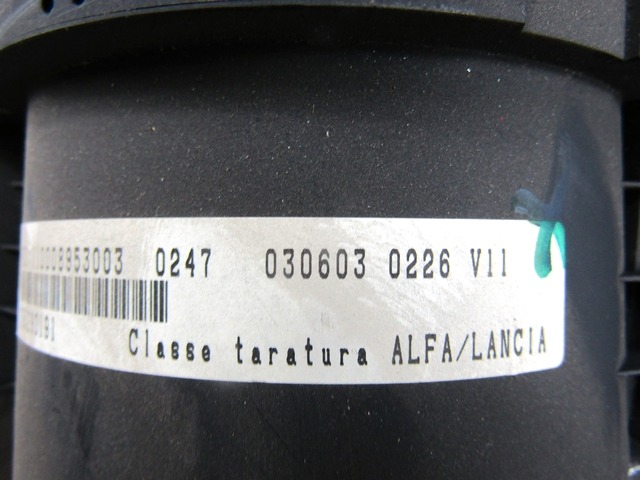 0247 030603 0226 V11
Classe taratura ALFA/LANCIA